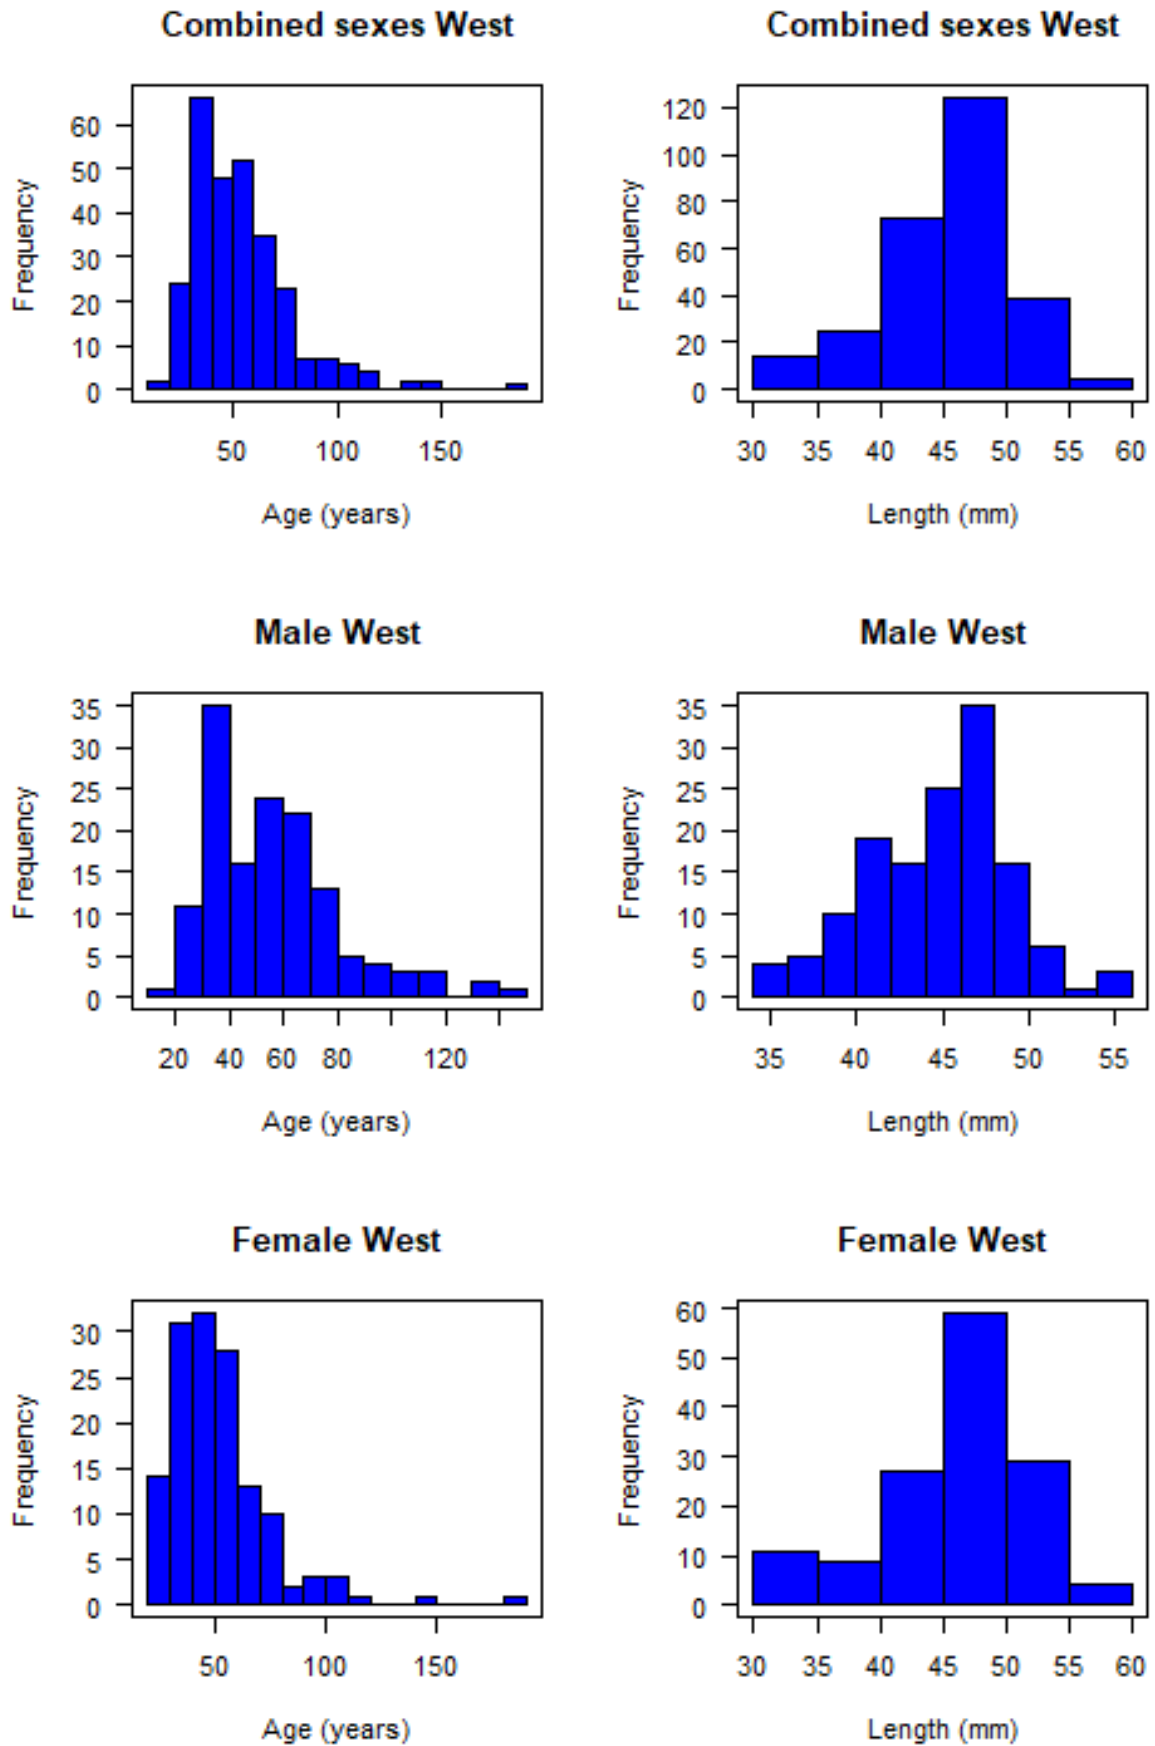 Combined sexes West
Frequency
60
50
40
30
20
10
0
50 100 150
Age (years)
Combined sexes West
Frequency
120
100
80
60
40
20
0
30 35 40 45 50 55 60
Length (mm)
Male West
Frequency
35
30
25
20
15
10
5
0
20 40 60 80 120
Age (years)
Male West
Frequency
35
30
25
20
15
10
5
0
35 40 45 50 55
Length (mm)
Female West
Frequency
30
25
20
15
10
5
0
50 100 150
Age (years)
Female West
Frequency
60
50
40
30
20
10
0
30 35 40 45 50 55 60
Length (mm)